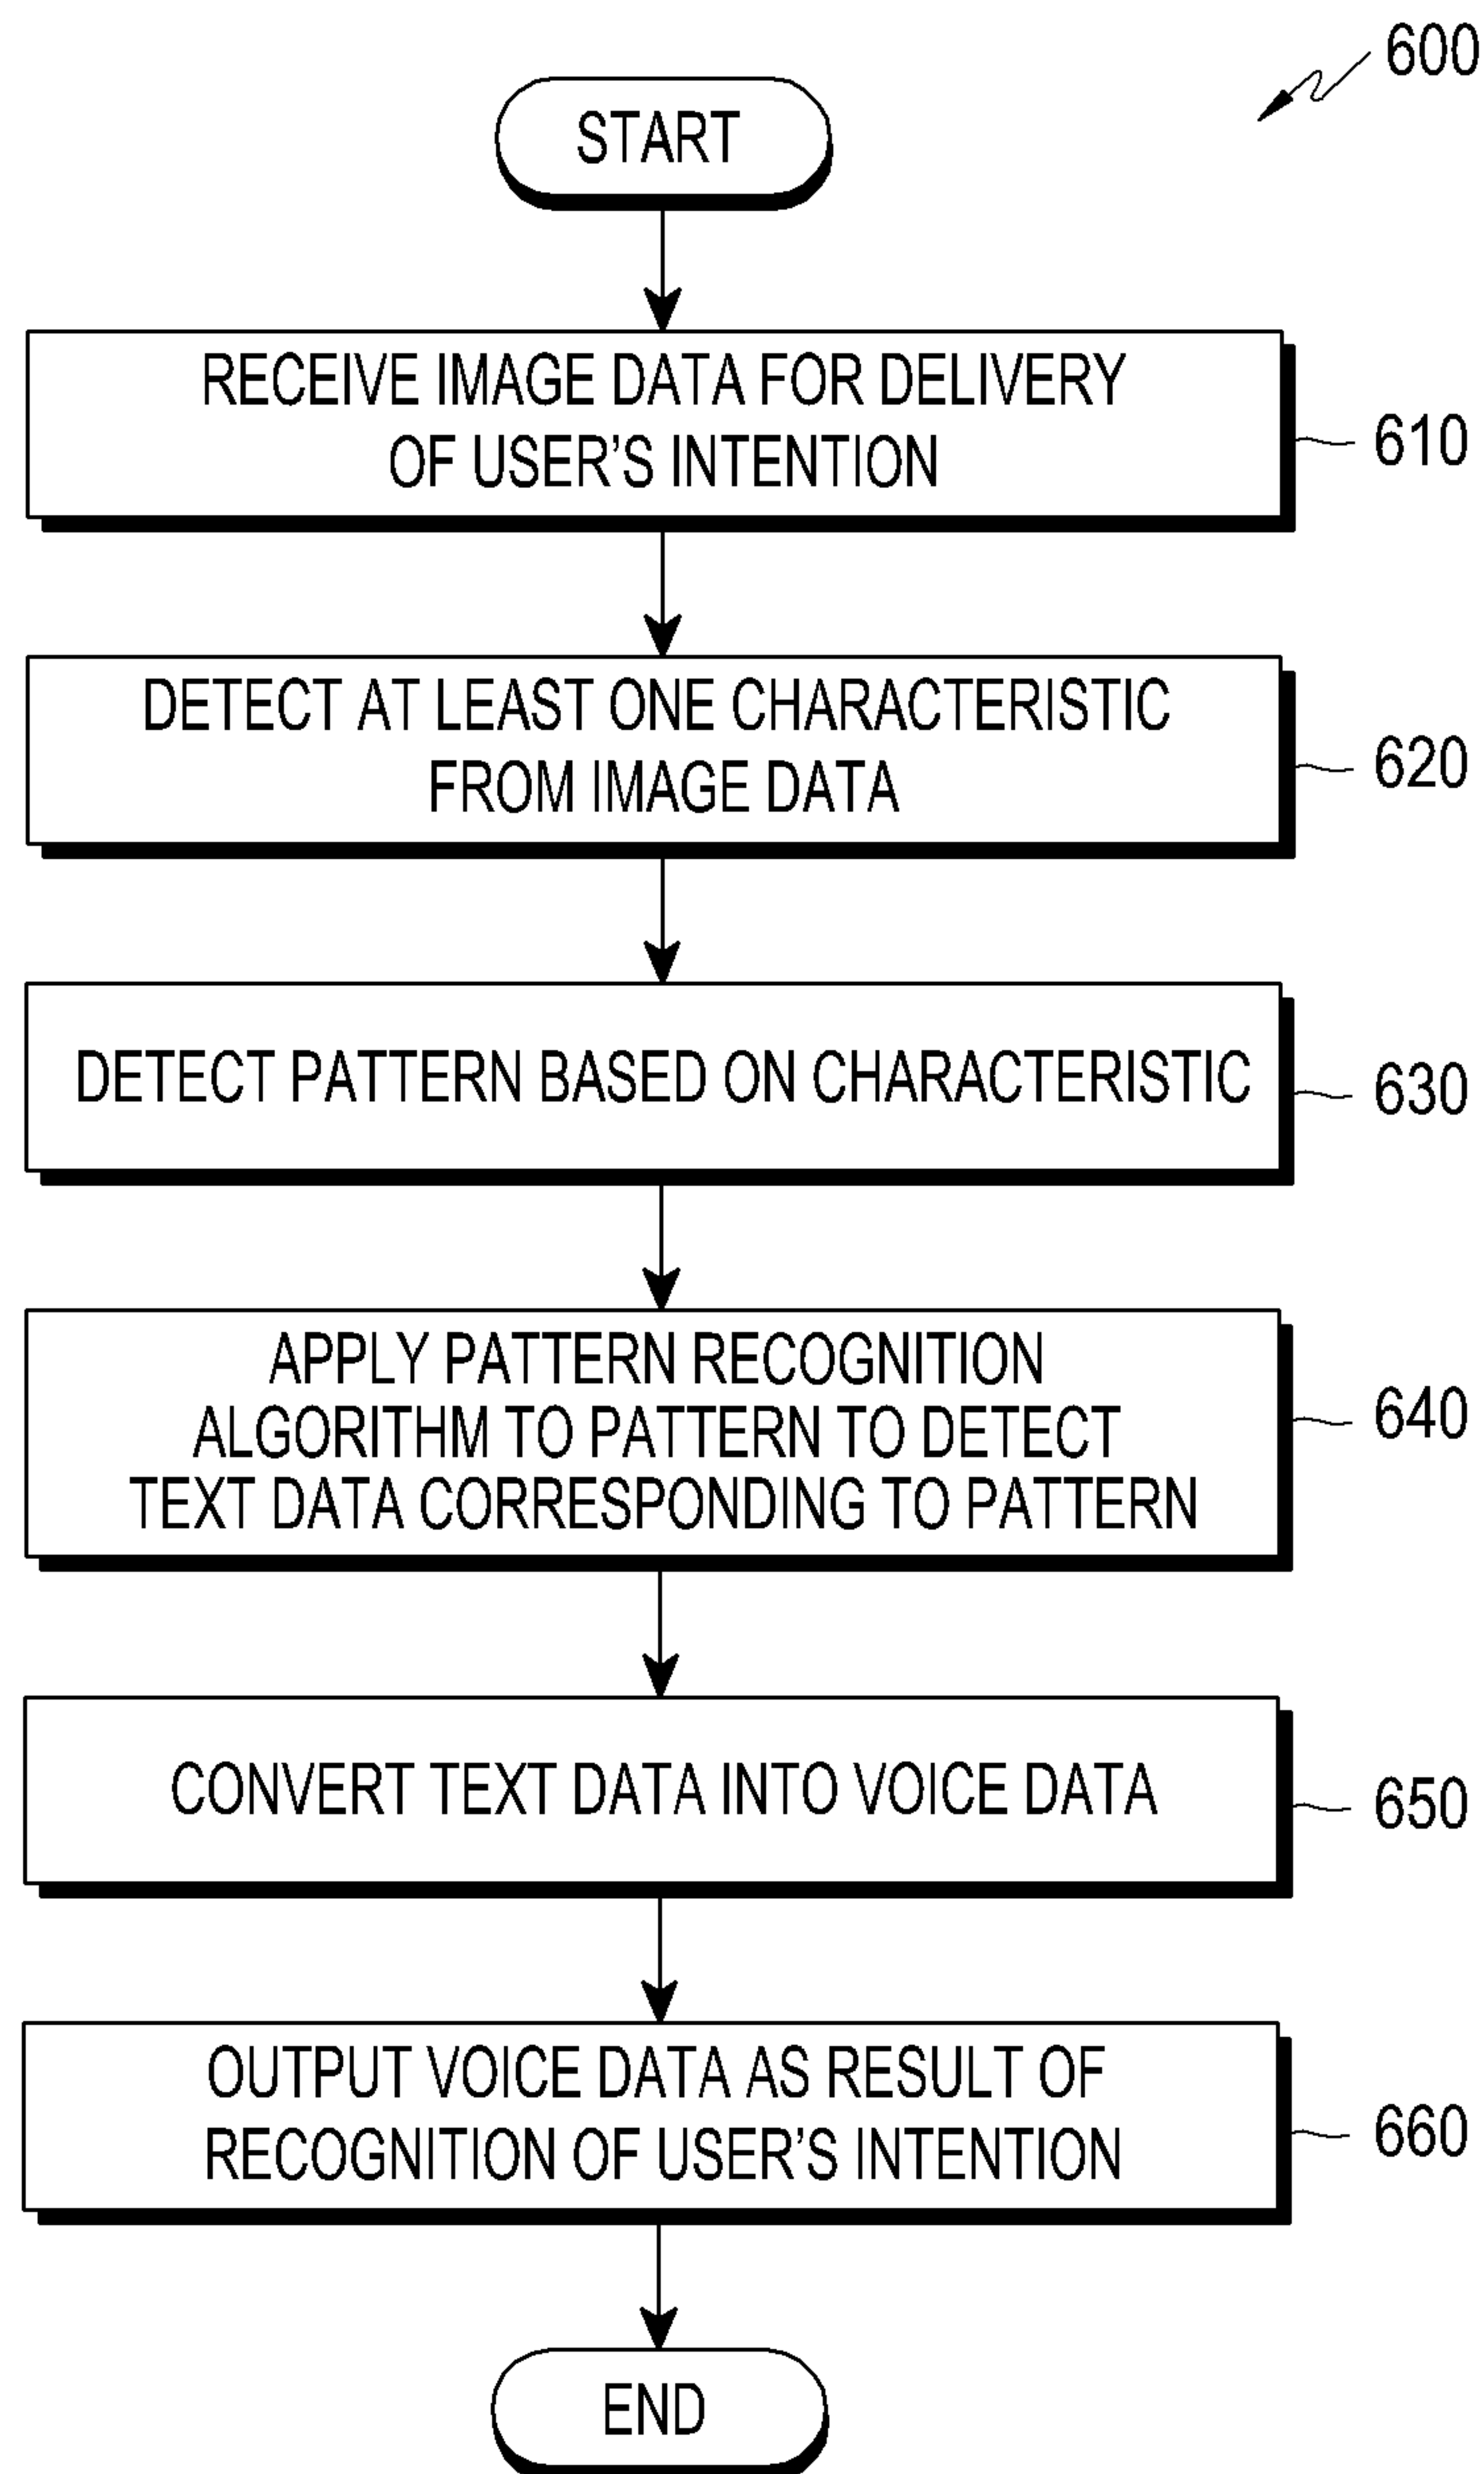 600
START
RECEIVE IMAGE DATA FOR DELIVERY
OF USER'S INTENTION
610
DETECT AT LEAST ONE CHARACTERISTIC
FROM IMAGE DATA
620
DETECT PATTERN BASED ON CHARACTERISTIC
630
APPLY PATTERN RECOGNITION
ALGORITHM TO PATTERN TO DETECT
TEXT DATA CORRESPONDING TO PATTERN
640
CONVERT TEXT DATA INTO VOICE DATA
650
OUTPUT VOICE DATA AS RESULT OF
RECOGNITION OF USER'S INTENTION
660
END